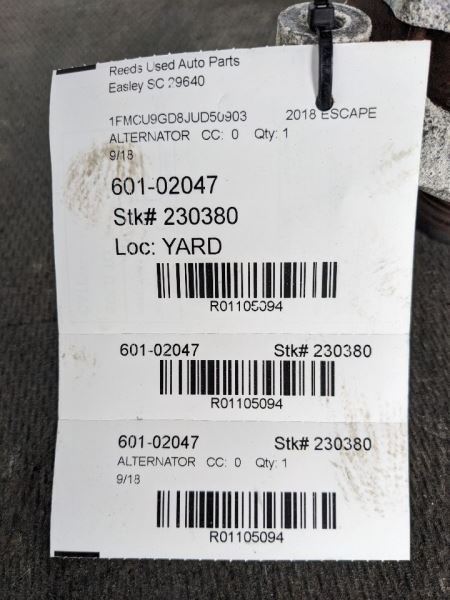 Reeds Used Auto Parts
Easley SC 29640
1FMCU9GD8JUD50903 2018 ESCAPE
ALTERNATOR CC: 0 Qty: 1
9/18
601-02047
Stk# 230380
Loc: YARD
R01105094
601-02047 Stk# 230380
R01105094
601-02047 Stk# 230380
ALTERNATOR CC: 0 Qty: 1
9/18
R01105094